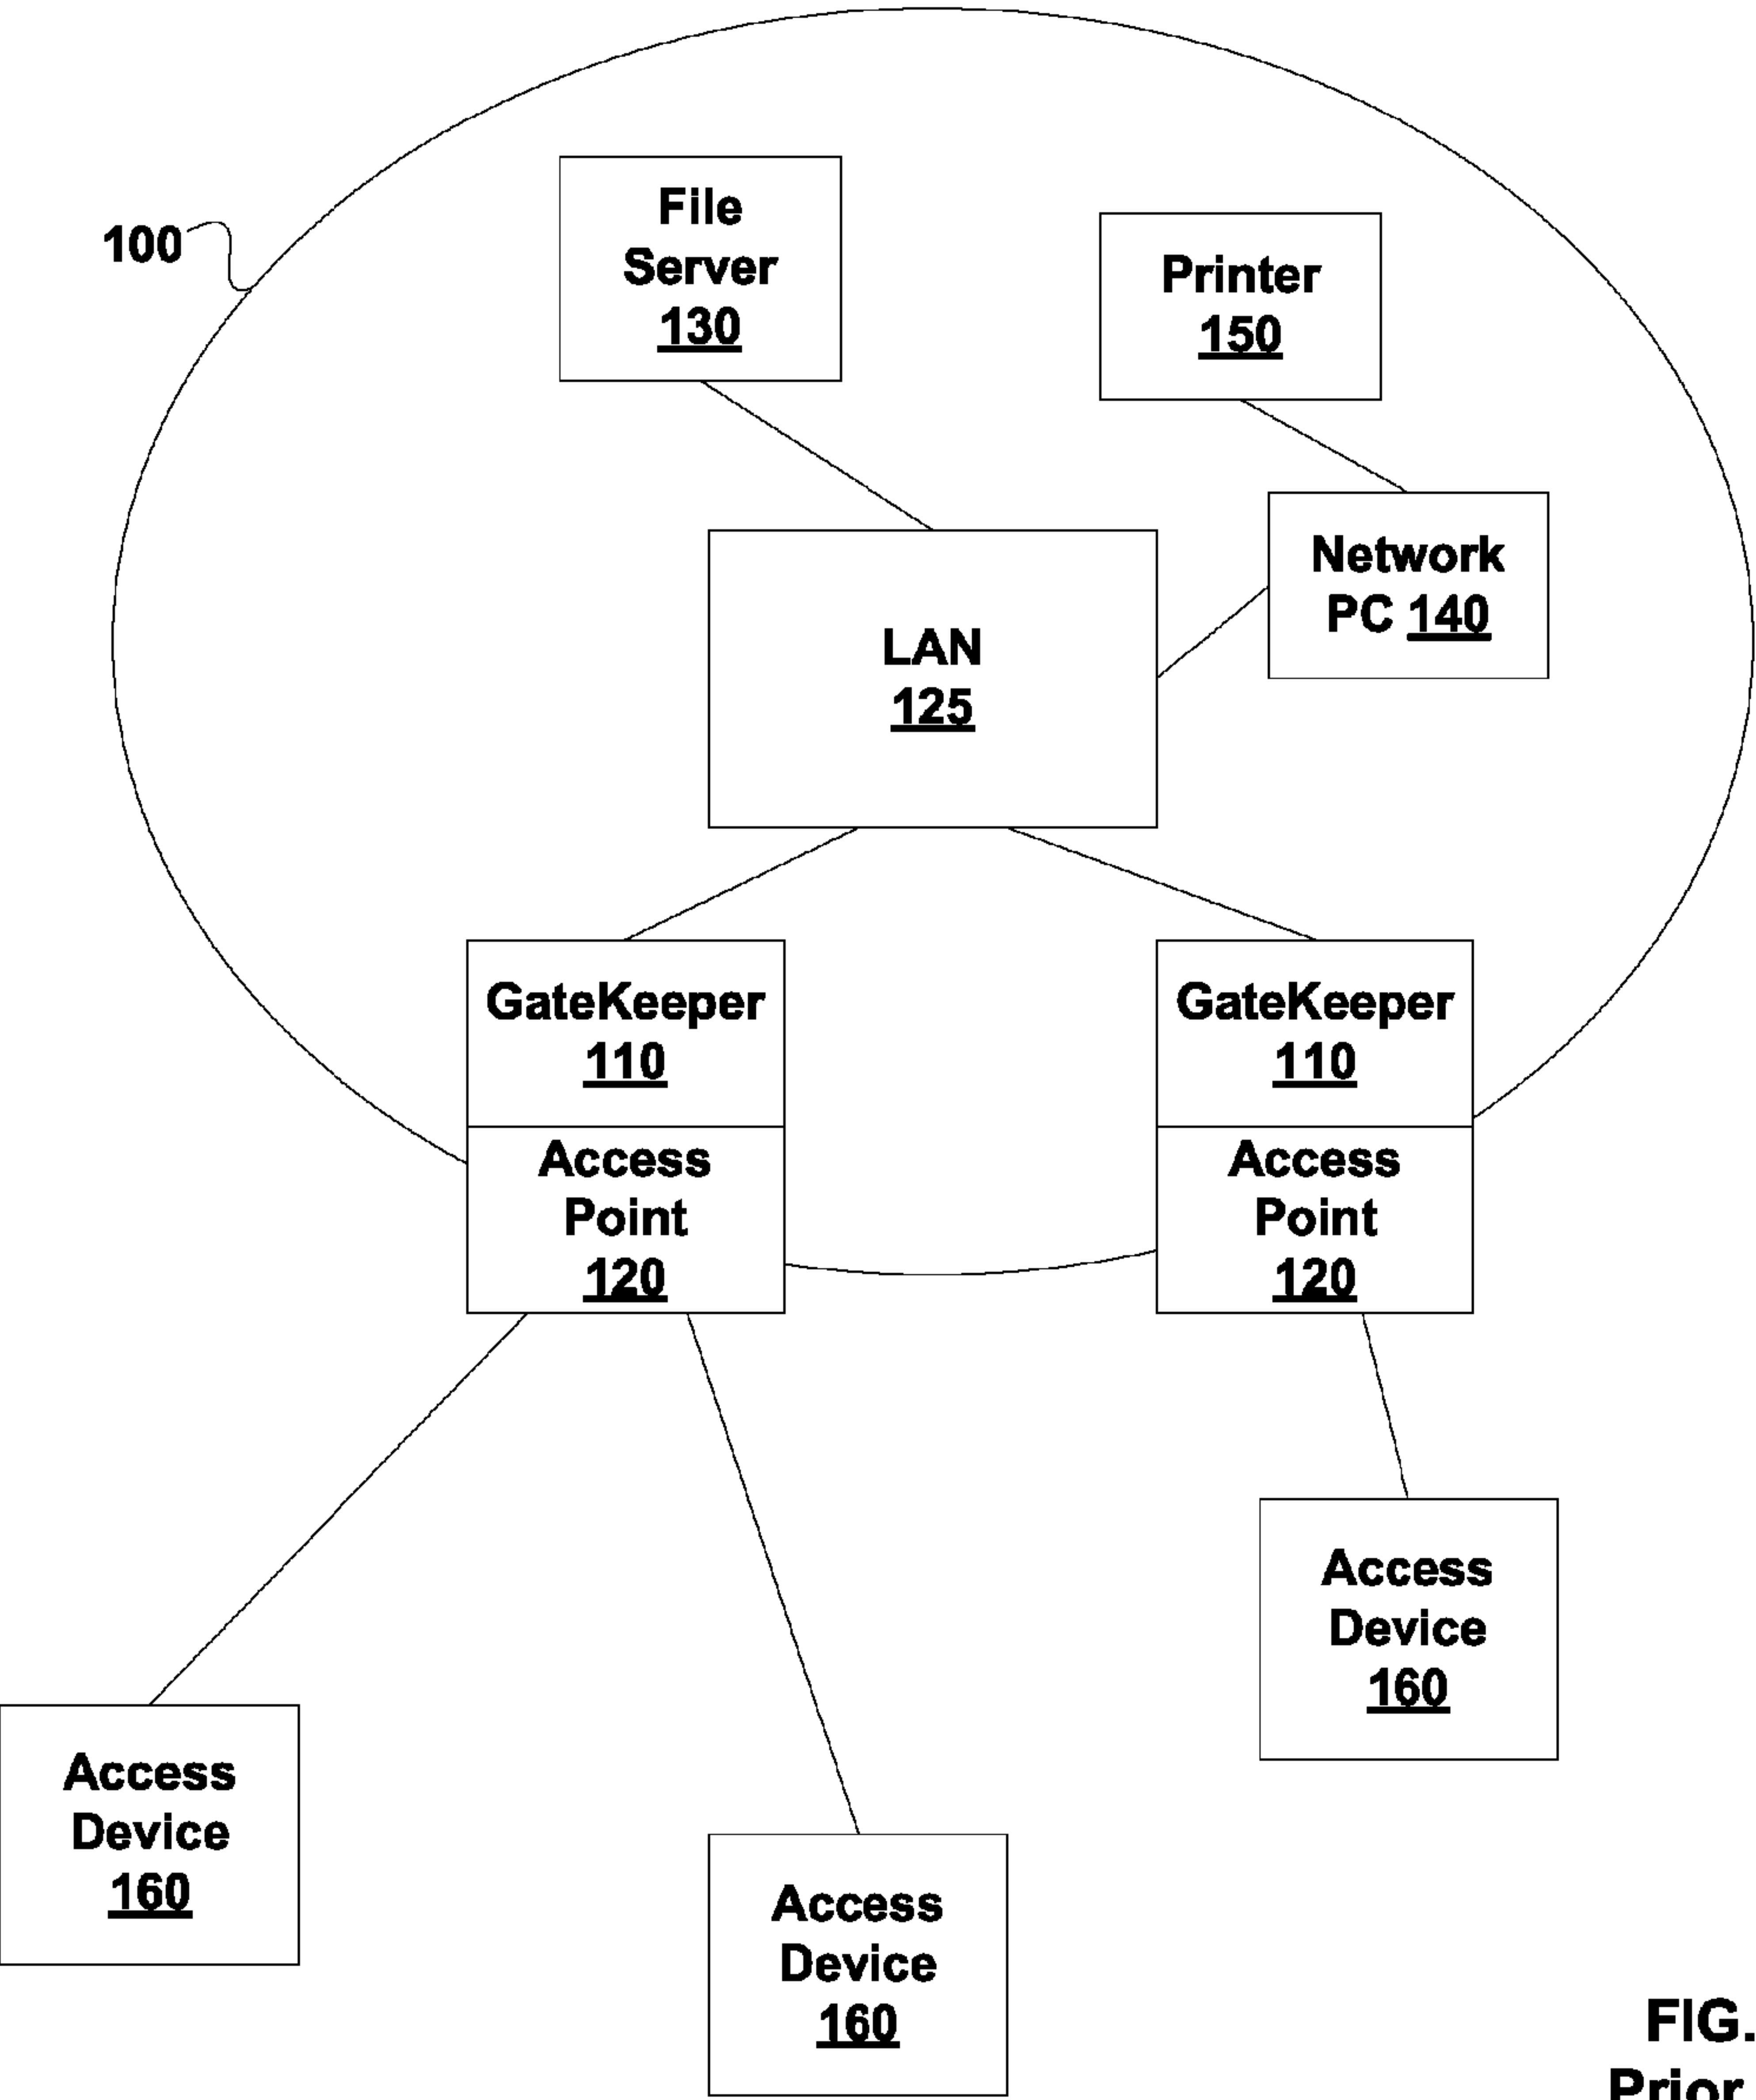 File
Server
130
Printer
150
100
Network
PC 140
LAN
125
GateKeeper
110
GateKeeper
110
Access
Point
120
Access
Point
120
Access
Device
160
Access
Device
160
Access
Device
160
FIG.
Prior